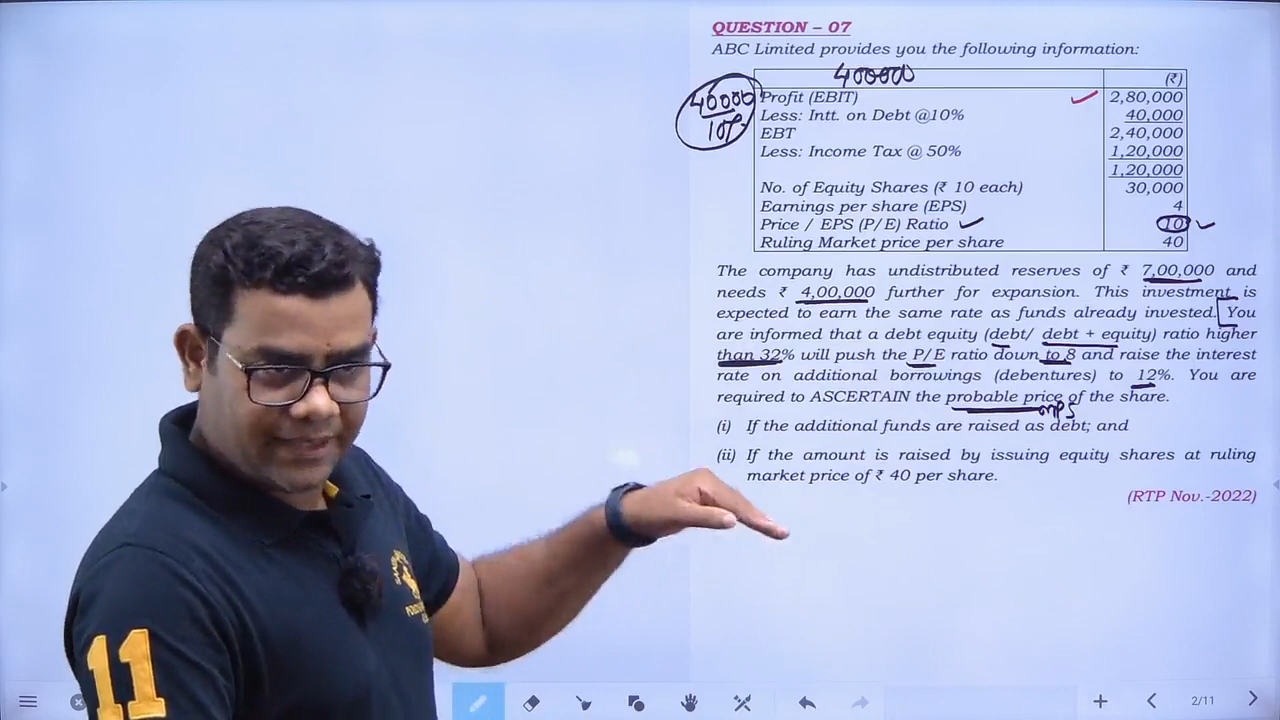 QUESTION – 07
ABC Limited provides you the following information:
400000
(₹)
40000
10%
Profit (EBIT) 2,80,000
Less: Intt. on Debt @10% 40,000
EBT 2,40,000
Less: Income Tax @ 50% 1,20,000
1,20,000
No. of Equity Shares (₹ 10 each) 30,000
Earnings per share (EPS) 4
Price / EPS (P/E) Ratio 10
Ruling Market price per share 40
The company has undistributed reserves of ₹ 7,00,000 and
needs ₹ 4,00,000 further for expansion. This investment is
expected to earn the same rate as funds already invested. You
are informed that a debt equity (debt/ debt + equity) ratio higher
than 32% will push the P/E ratio down to 8 and raise the interest
rate on additional borrowings (debentures) to 12%. You are
required to ASCERTAIN the probable price of the share.
MPS
(i) If the additional funds are raised as debt; and
(ii) If the amount is raised by issuing equity shares at ruling
market price of ₹ 40 per share.
(RTP Nov.-2022)
11
2/11